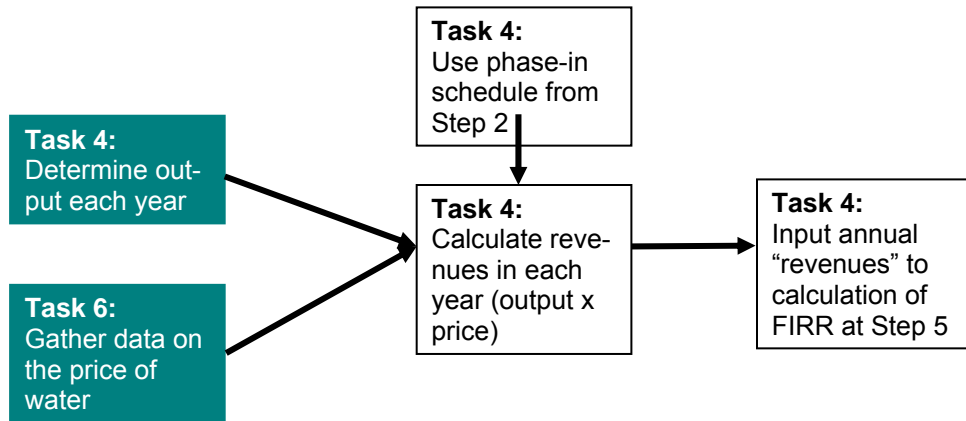 Task 4:
Use phase-in
schedule from
Step 2
Task 4:
Determine out-
put each year
Task 6:
Gather data on
the price of
water
Task 4:
Calculate reve-
nues in each
year (output x
price)
Task 4:
Input annual
“revenues” to
calculation of
FIRR at Step 5